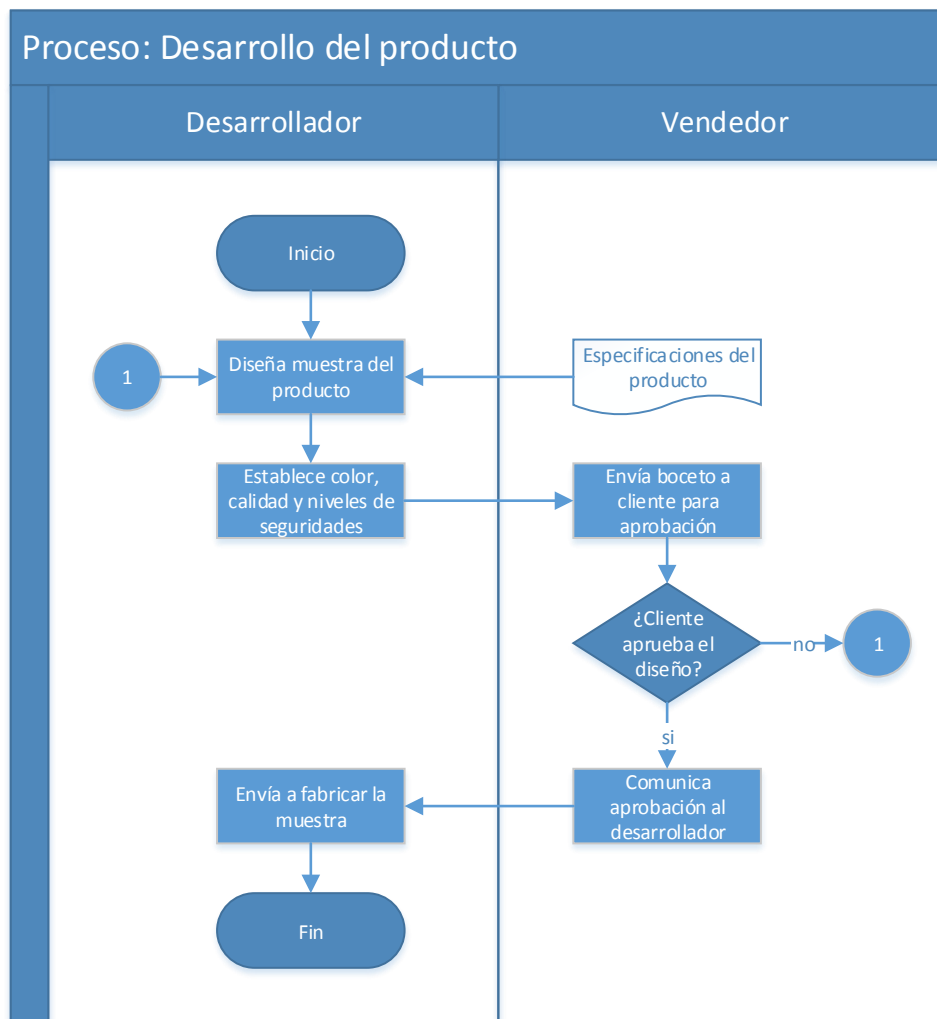 Proceso: Desarrollo del producto
Desarrollador
Vendedor
Inicio
1
Diseña muestra del
producto
Especificaciones del
producto
Establece color,
calidad y niveles de
seguridades
Envía boceto a
cliente para
aprobación
¿Cliente
aprueba el
diseño?
no
1
si
Envía a fabricar la
muestra
Comunica
aprobación al
desarrollador
Fin